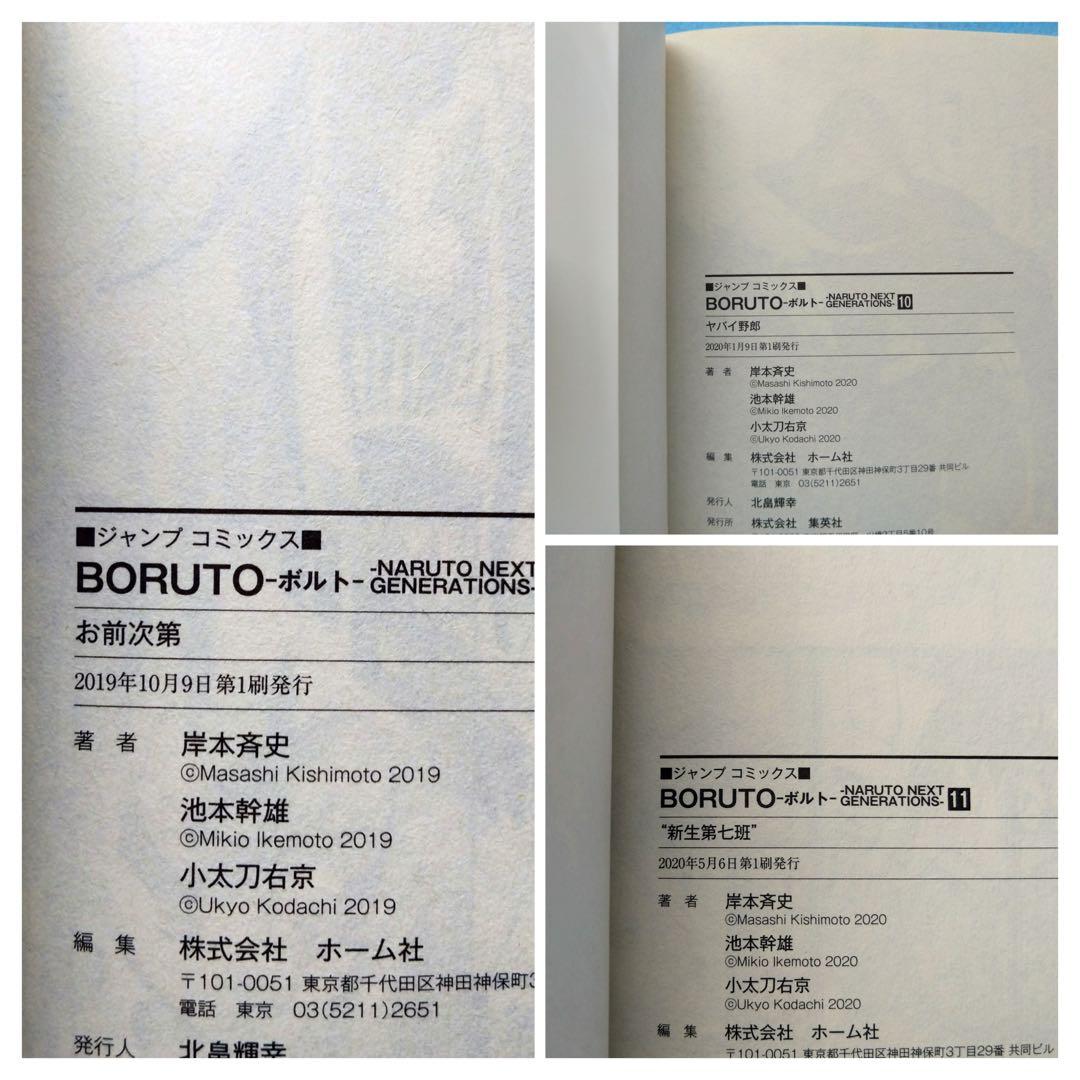 ■ジャンプ コミックス■
BORUTO-ボルト- -NARUTO NEXT GENERATIONS-
お前次第
2019年10月9日第1刷発行
著 者 岸本斉史
©Masashi Kishimoto 2019
池本幹雄
©Mikio Ikemoto 2019
小太刀右京
©Ukyo Kodachi 2019
編 集 株式会社 ホーム社
〒101-0051 東京都千代田区神田神保町3
電話 東京 03(5211)2651
発行人 北畠輝幸
■ジャンプ コミックス■
BORUTO-ボルト- -NARUTO NEXT GENERATIONS- 10
ヤバイ野郎
2020年1月9日第1刷発行
著 者 岸本斉史
©Masashi Kishimoto 2020
池本幹雄
©Mikio Ikemoto 2020
小太刀右京
©Ukyo Kodachi 2020
編 集 株式会社 ホーム社
〒101-0051 東京都千代田区神田神保町3丁目29番 共同ビル
電話 東京 03(5211)2651
発行人 北畠輝幸
発行所 株式会社 集英社
■ジャンプ コミックス■
BORUTO-ボルト- -NARUTO NEXT GENERATIONS- 11
“新生第七班”
2020年5月6日第1刷発行
著 者 岸本斉史
©Masashi Kishimoto 2020
池本幹雄
©Mikio Ikemoto 2020
小太刀右京
©Ukyo Kodachi 2020
編 集 株式会社 ホーム社
〒101-0051 東京都千代田区神田神保町3丁目29番 共同ビル